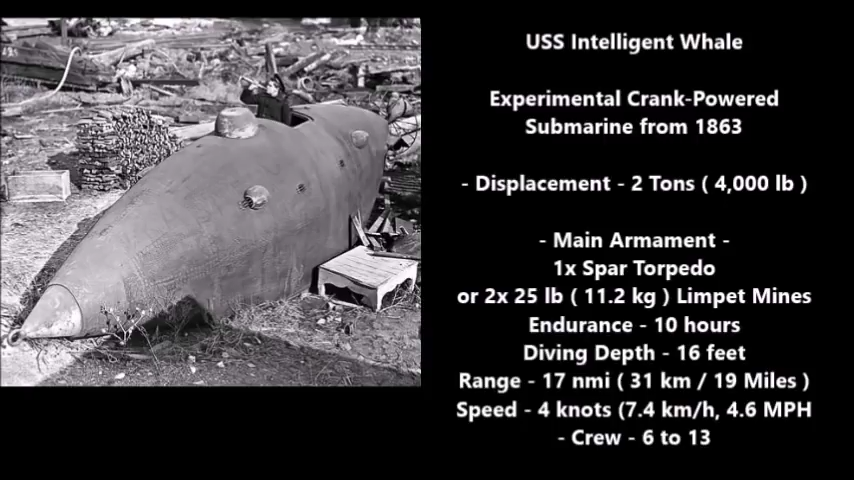 USS Intelligent Whale
Experimental Crank-Powered
Submarine from 1863
- Displacement - 2 Tons ( 4,000 lb )
- Main Armament -
1x Spar Torpedo
or 2x 25 lb ( 11.2 kg ) Limpet Mines
Endurance - 10 hours
Diving Depth - 16 feet
Range - 17 nmi ( 31 km / 19 Miles )
Speed - 4 knots (7.4 km/h, 4.6 MPH
- Crew - 6 to 13